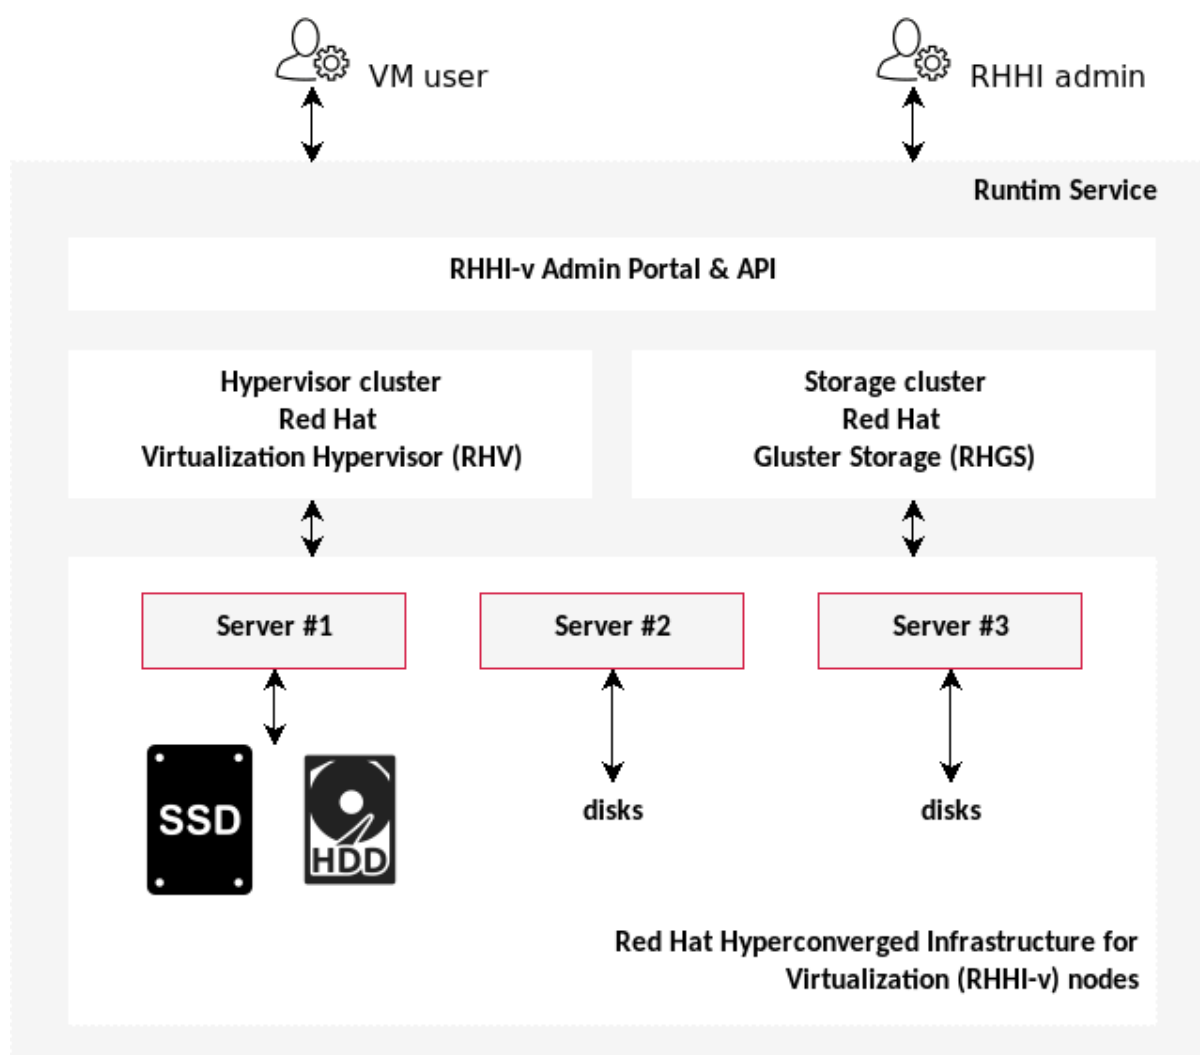 VM user
RHHI admin
Runtim Service
RHHI-v Admin Portal & API
Hypervisor cluster
Red Hat
Virtualization Hypervisor (RHV)
Storage cluster
Red Hat
Gluster Storage (RHGS)
Server #1
Server #2
Server #3
SSD
HDD
disks
disks
Red Hat Hyperconverged Infrastructure for
Virtualization (RHHI-v) nodes